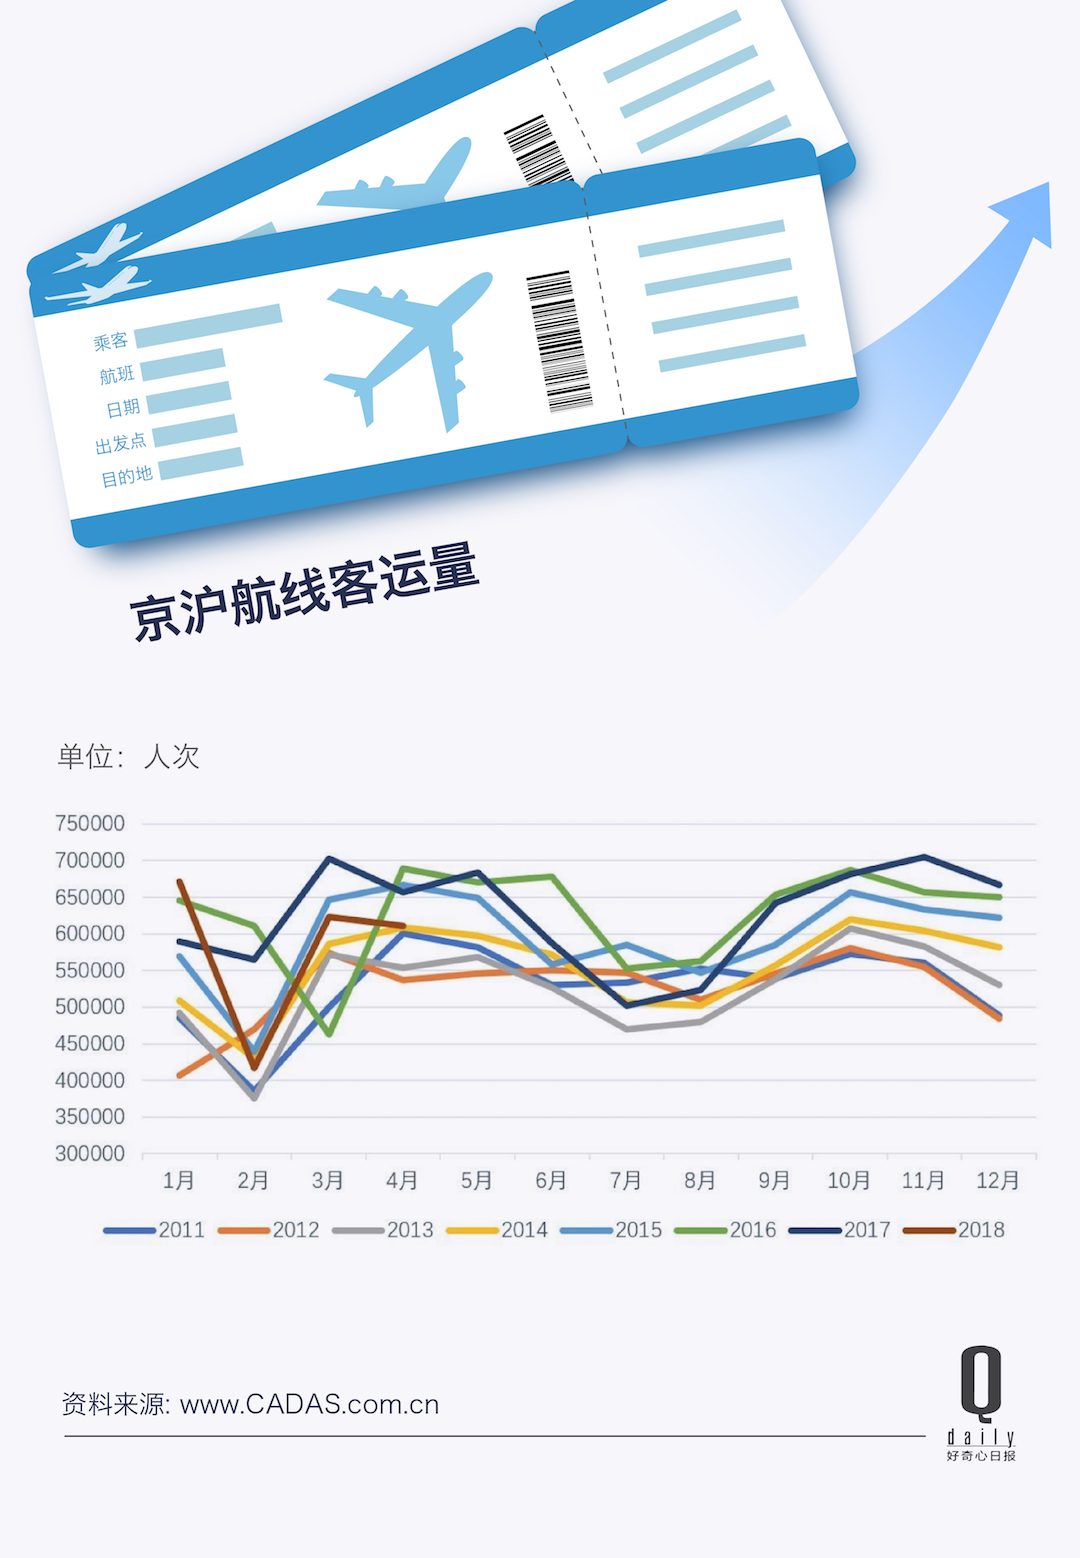 乘客
航班
日期
出发点
目的地
京沪航线客运量
单位：人次
750000
700000
650000
600000
550000
500000
450000
400000
350000
300000
1月 2月 3月 4月 5月 6月 7月 8月 9月 10月 11月 12月
2011 2012 2013 2014 2015 2016 2017 2018
资料来源: www.CADAS.com.cn
Q
daily
好奇心日报